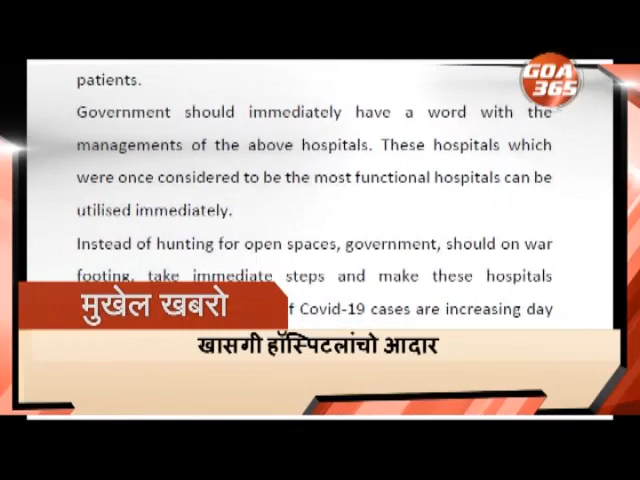 GOA
365
patients.
Government should immediately have a word with the
managements of the above hospitals. These hospitals which
were once considered to be the most functional hospitals can be
utilised immediately.
Instead of hunting for open spaces, government, should on war
footing, take immediate steps and make these hospitals
f Covid-19 cases are increasing day
मुखेल खबरो
खासगी हॉस्पिटलांचो आदार